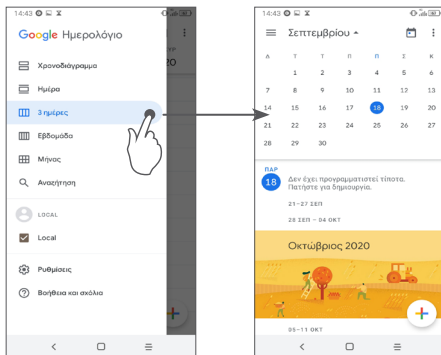 14:43
Google Ημερολόγιο
Χρονοδιάγραμμα
Ημέρα
3 ημέρες
Εβδομάδα
Μήνας
Αναζήτηση
LOCAL
Local
Ρυθμίσεις
Βοήθεια και σχόλια
20
14:43
Σεπτεμβρίου
Δ Τ Τ Π Π Σ Κ
1 2 3 4 5 6
7 8 9 10 11 12 13
14 15 16 17 18 19 20
21 22 23 24 25 26 27
28 29 30
ΠΑΡ
18 Δεν έχει προγραμματιστεί τίποτα.
Πατήστε για δημιουργία.
21–27 ΣΕΠ
28 ΣΕΠ – 04 ΟΚΤ
Οκτώβριος 2020
05–11 ΟΚΤ